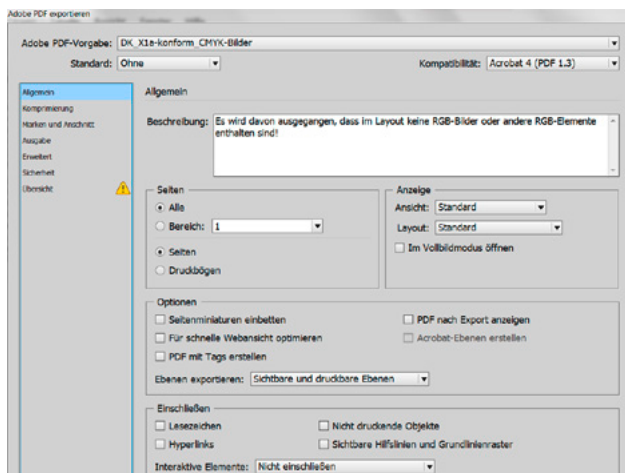 Adobe PDF exportieren
Adobe PDF-Vorgabe: DK_X1a-konform_CMYK-Bilder
Standard: Ohne Kompatibilität: Acrobat 4 (PDF 1.3)
Allgemein
Komprimierung
Marken und Anschnitt
Ausgabe
Erweitert
Sicherheit
Übersicht
Allgemein
Beschreibung: Es wird davon ausgegangen, dass im Layout keine RGB-Bilder oder andere RGB-Elemente
enthalten sind!
Seiten
Alle
Bereich: 1
Seiten
Druckbögen
Anzeige
Ansicht: Standard
Layout: Standard
Im Vollbildmodus öffnen
Optionen
Seitenminiaturen einbetten PDF nach Export anzeigen
Für schnelle Webansicht optimieren Acrobat-Ebenen erstellen
PDF mit Tags erstellen
Ebenen exportieren: Sichtbare und druckbare Ebenen
Einschließen
Lesezeichen Nicht druckende Objekte
Hyperlinks Sichtbare Hilfslinien und Grundlinienraster
Interaktive Elemente: Nicht einschließen